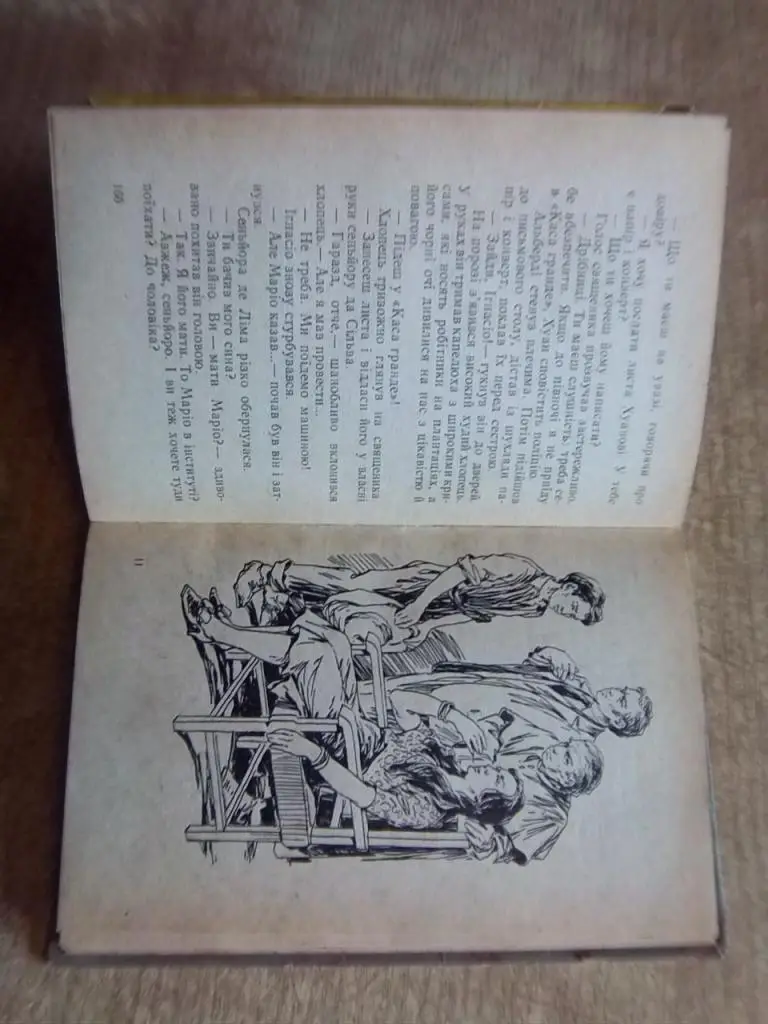 — Що ти маєш на увазі, говорячи про
довіру?
— Я хочу послати листа Хуанові. У тебе
є папір і конверт?
— Що ти хочеш йому написати?
Голос священика прозвучав застережливо.
— Дрібниці. Ти маєш слушність, треба се-
бе убезпечити. Якщо до півночі я не приїду
в «Каса гранде», Хуан сповістить поліцію.
Альберді стенув плечима. Потім підійшов
до письмового столу, дістав із шухляди па-
пір і конверт, поклав їх перед сестрою.
— Зайди, Ігнасіо! — гукнув він до дверей.
На порозі з'явився високий худий хлопець.
У руках він тримав капелюха з широкими кри-
сами, які носять робітники на плантаціях, а
його чорні очі дивилися на нас з цікавістю й
повагою.
— Підеш у «Каса гранде»!
Хлопець тривожно глянув на священика.
— Занесеш листа і віддаси його у власні
руки сеньйору да Сільва.
— Гаразд, отче,— шанобливо вклонився
хлопець.— Але я мав провести...
— Не треба. Ми поїдемо машиною!
Ігнасіо знову стурбувався.
— Але Маріо казав...— почав був він і зат-
нувся.
Сеньйора де Ліма різко обернулася.
— Ти бачив мого сина?
— Звичайно. Ви — мати Маріо? — здиво-
вано похитав він головою.
— Так. Я його мати. То Маріо в інституті?
— Авжеж, сеньйоро. І ви теж хочете туди
поїхати? До чоловіка?
160
11